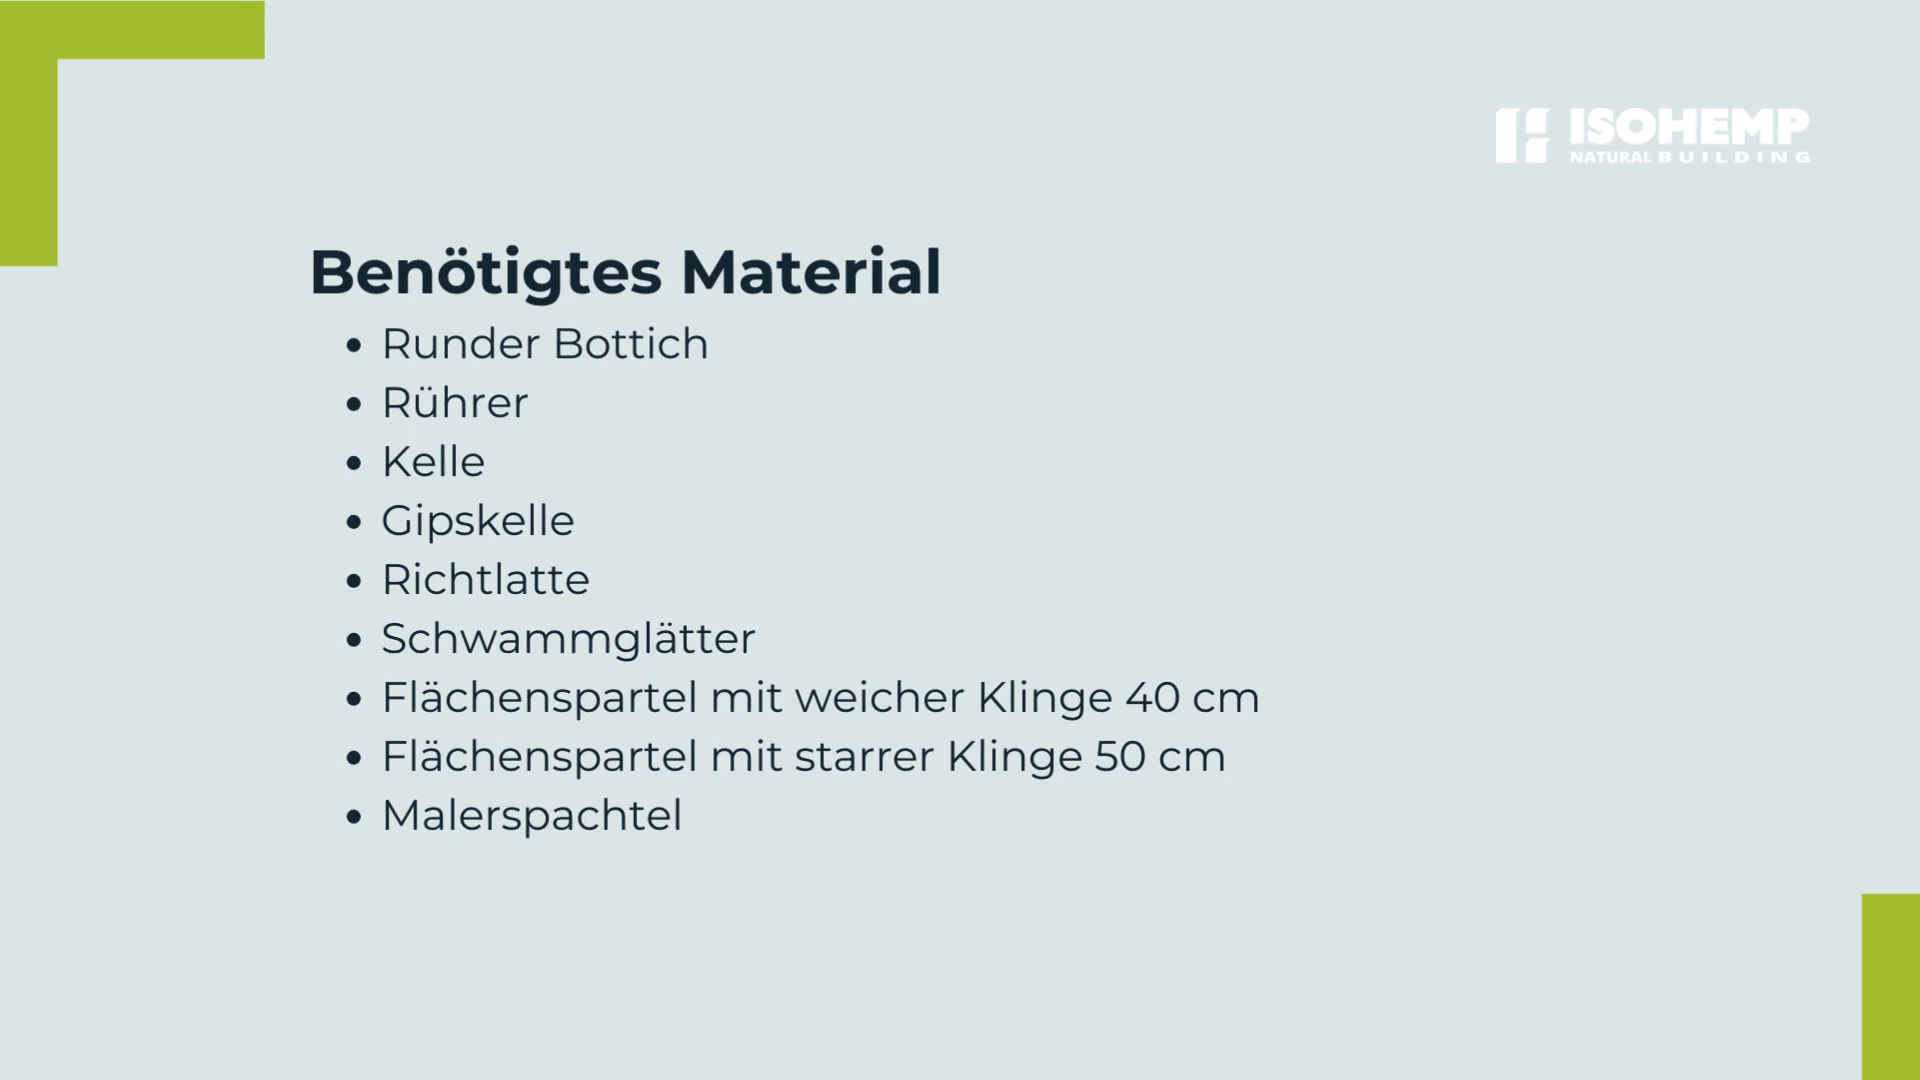 ISOHEMP
NATURAL BUILDING
Benötigtes Material
• Runder Bottich
• Rührer
• Kelle
• Gipskelle
• Richtlatte
• Schwammglätter
• Flächenspartel mit weicher Klinge 40 cm
• Flächenspartel mit starrer Klinge 50 cm
• Malerspachtel